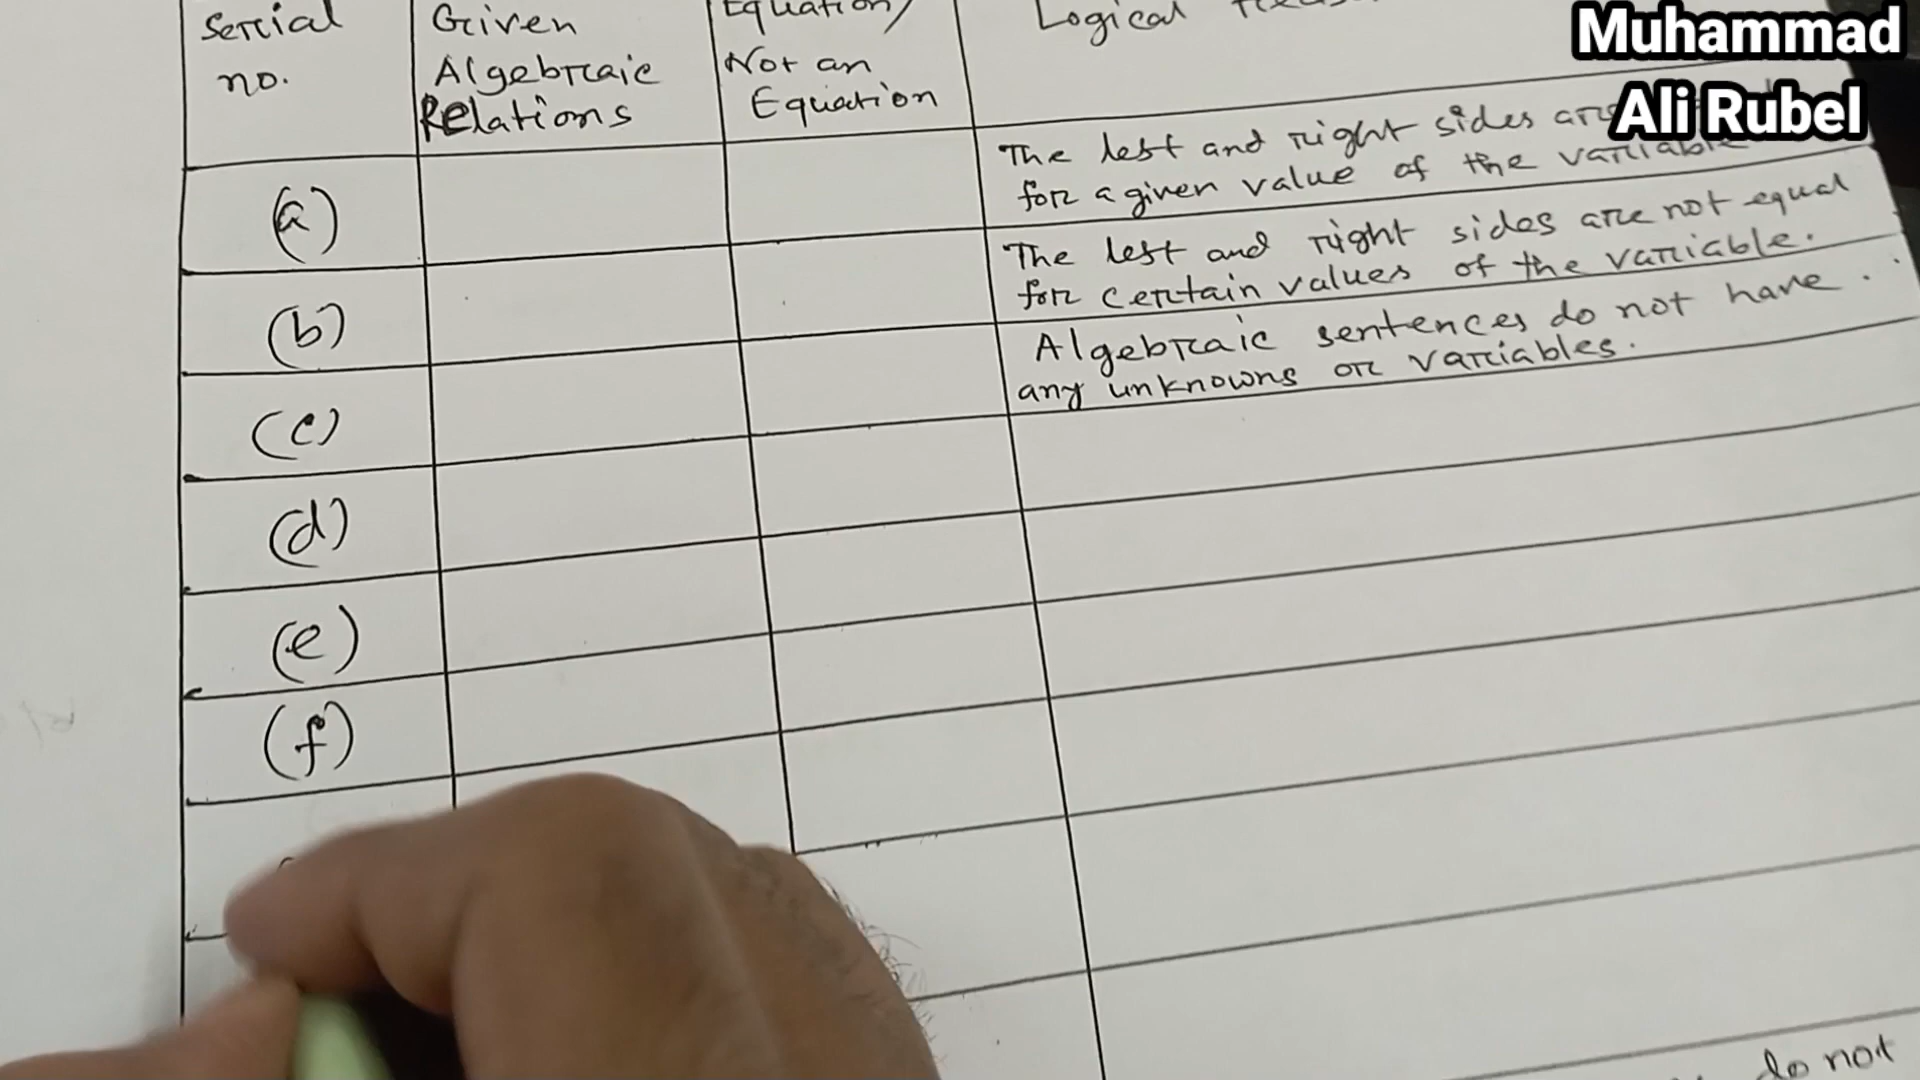 Muhammad
Ali Rubel
Serial
no.
Given
Algebraic
Relations
Equation/
Not an
Equation
Logical
The left and right sides are
for a given value of the variable
The left and right sides are not equal
for certain values of the variable.
Algebraic sentences do not have
any unknowns or variables.
(a)
(b)
(c)
(d)
(e)
(f)
do not